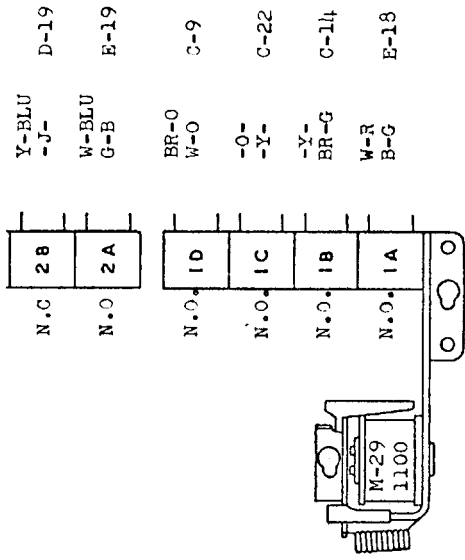 Y-BLU D-19
N.C 2B -J-
W-BLU E-19
N.O 2A G-B
BR-O C-9
N.O. 1D W-O
-O- C-22
N.O. 1C -Y-
-Y- C-14
N.O. 1B BR-G
W-R E-18
N.O. 1A B-G
M-29
1100